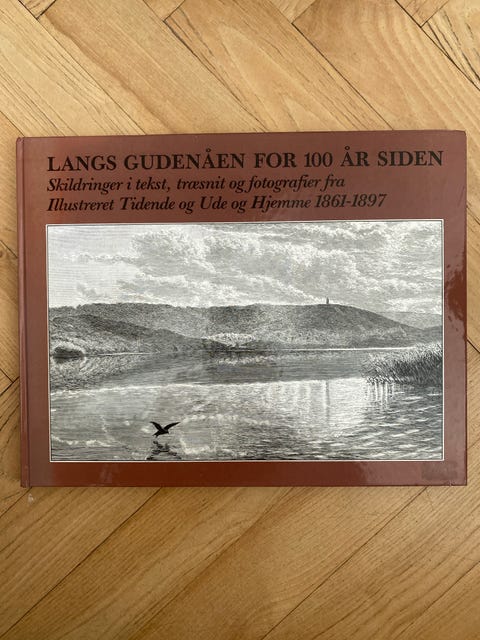 LANGS GUDENÅEN FOR 100 ÅR SIDEN
Skildringer i tekst, træsnit og fotografier fra
Illustreret Tidende og Ude og Hjemme 1861-1897